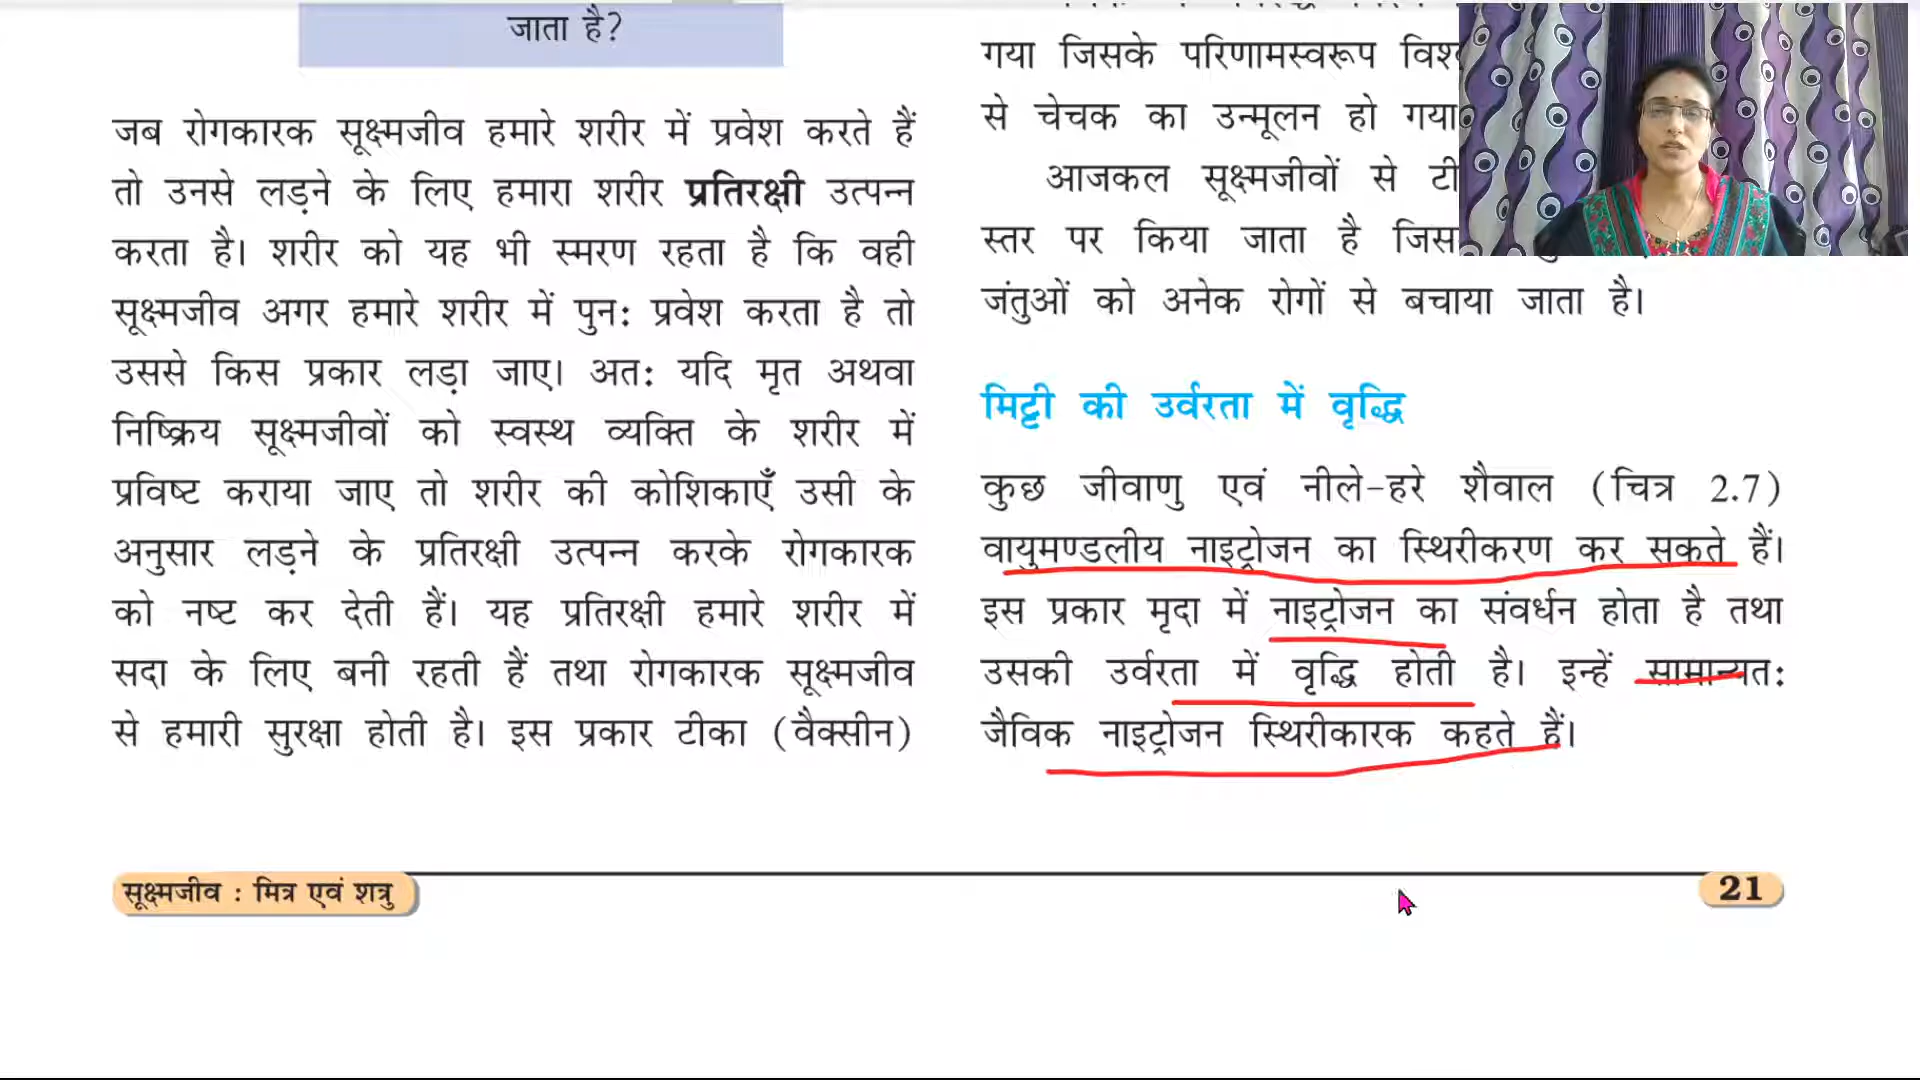 जाता है?
जब रोगकारक सूक्ष्मजीव हमारे शरीर में प्रवेश करते हैं
तो उनसे लड़ने के लिए हमारा शरीर प्रतिरक्षी उत्पन्न
करता है। शरीर को यह भी स्मरण रहता है कि वही
सूक्ष्मजीव अगर हमारे शरीर में पुनः प्रवेश करता है तो
उससे किस प्रकार लड़ा जाए। अतः यदि मृत अथवा
निष्क्रिय सूक्ष्मजीवों को स्वस्थ व्यक्ति के शरीर में
प्रविष्ट कराया जाए तो शरीर की कोशिकाएँ उसी के
अनुसार लड़ने के प्रतिरक्षी उत्पन्न करके रोगकारक
को नष्ट कर देती हैं। यह प्रतिरक्षी हमारे शरीर में
सदा के लिए बनी रहती हैं तथा रोगकारक सूक्ष्मजीव
से हमारी सुरक्षा होती है। इस प्रकार टीका (वैक्सीन)
गया जिसके परिणामस्वरूप
से चेचक का उन्मूलन हो गया
आजकल सूक्ष्मजीवों से
स्तर पर किया जाता है
जंतुओं को अनेक रोगों से बचाया जाता है।
मिट्टी की उर्वरता में वृद्धि
कुछ जीवाणु एवं नीले-हरे शैवाल (चित्र 2.7)
वायुमण्डलीय नाइट्रोजन का स्थिरीकरण कर सकते हैं।
इस प्रकार मृदा में नाइट्रोजन का संवर्धन होता है तथा
उसकी उर्वरता में वृद्धि होती है। इन्हें सामान्यतः
जैविक नाइट्रोजन स्थिरीकारक कहते हैं।
सूक्ष्मजीव : मित्र एवं शत्रु
21